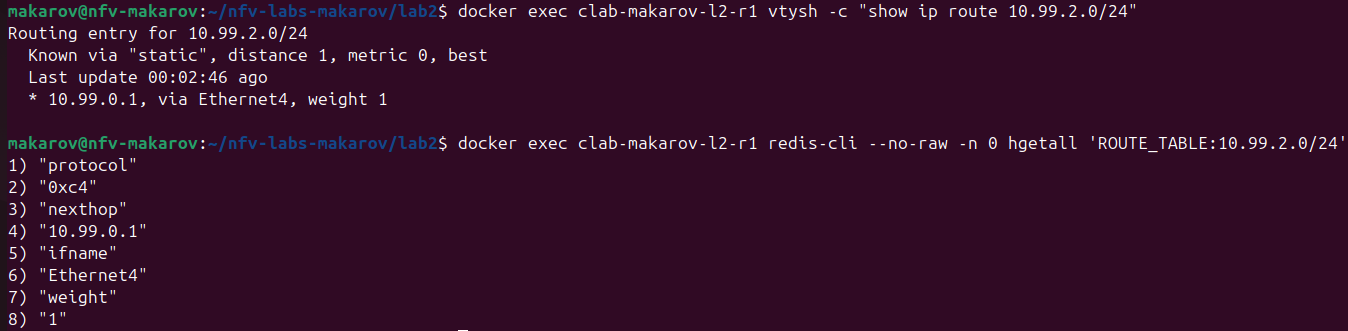 makarov@nfv-makarov:~/nfv-labs-makarov/lab2$ docker exec clab-makarov-l2-r1 vtysh -c "show ip route 10.99.2.0/24"
Routing entry for 10.99.2.0/24
  Known via "static", distance 1, metric 0, best
  Last update 00:02:46 ago
  * 10.99.0.1, via Ethernet4, weight 1

makarov@nfv-makarov:~/nfv-labs-makarov/lab2$ docker exec clab-makarov-l2-r1 redis-cli --no-raw -n 0 hgetall 'ROUTE_TABLE:10.99.2.0/24'
1) "protocol"
2) "0xc4"
3) "nexthop"
4) "10.99.0.1"
5) "ifname"
6) "Ethernet4"
7) "weight"
8) "1"